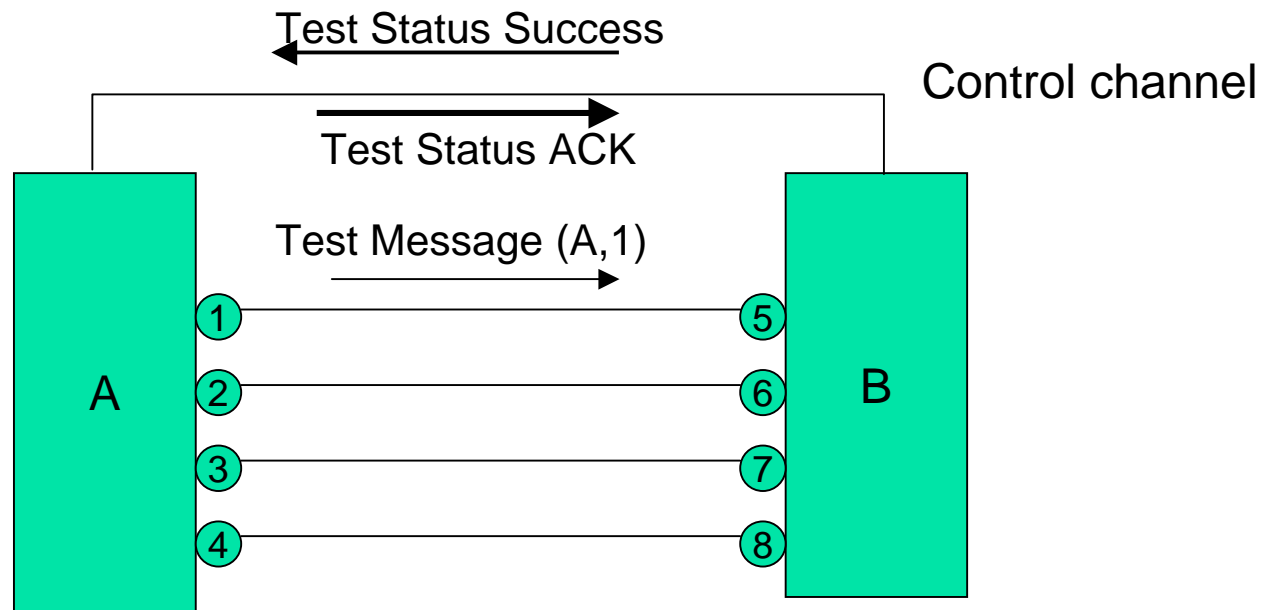 Test Status Success
Control channel
Test Status ACK
Test Message (A,1)
1
5
2
6
A
B
3
7
4
8